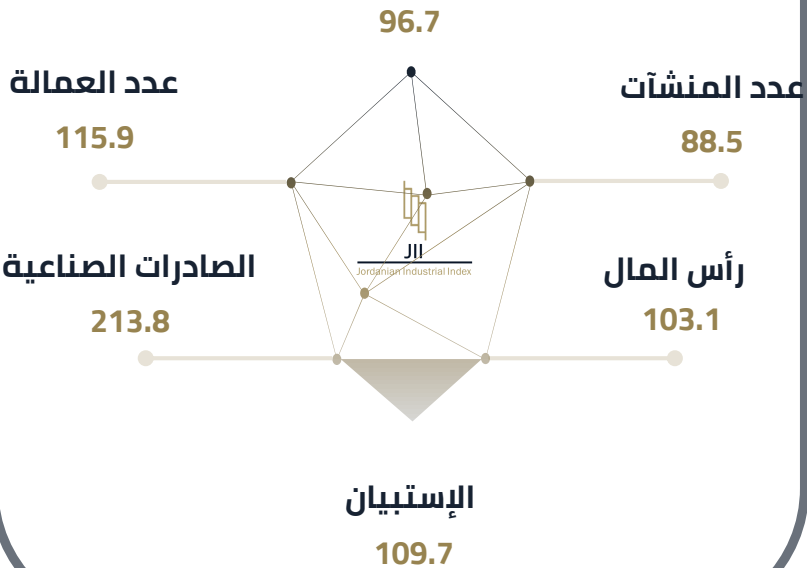 96.7
عدد المنشآت
88.5
عدد العمالة
115.9
JII
Jordanian Industrial Index
رأس المال
103.1
الصادرات الصناعية
213.8
الإستبيان
109.7